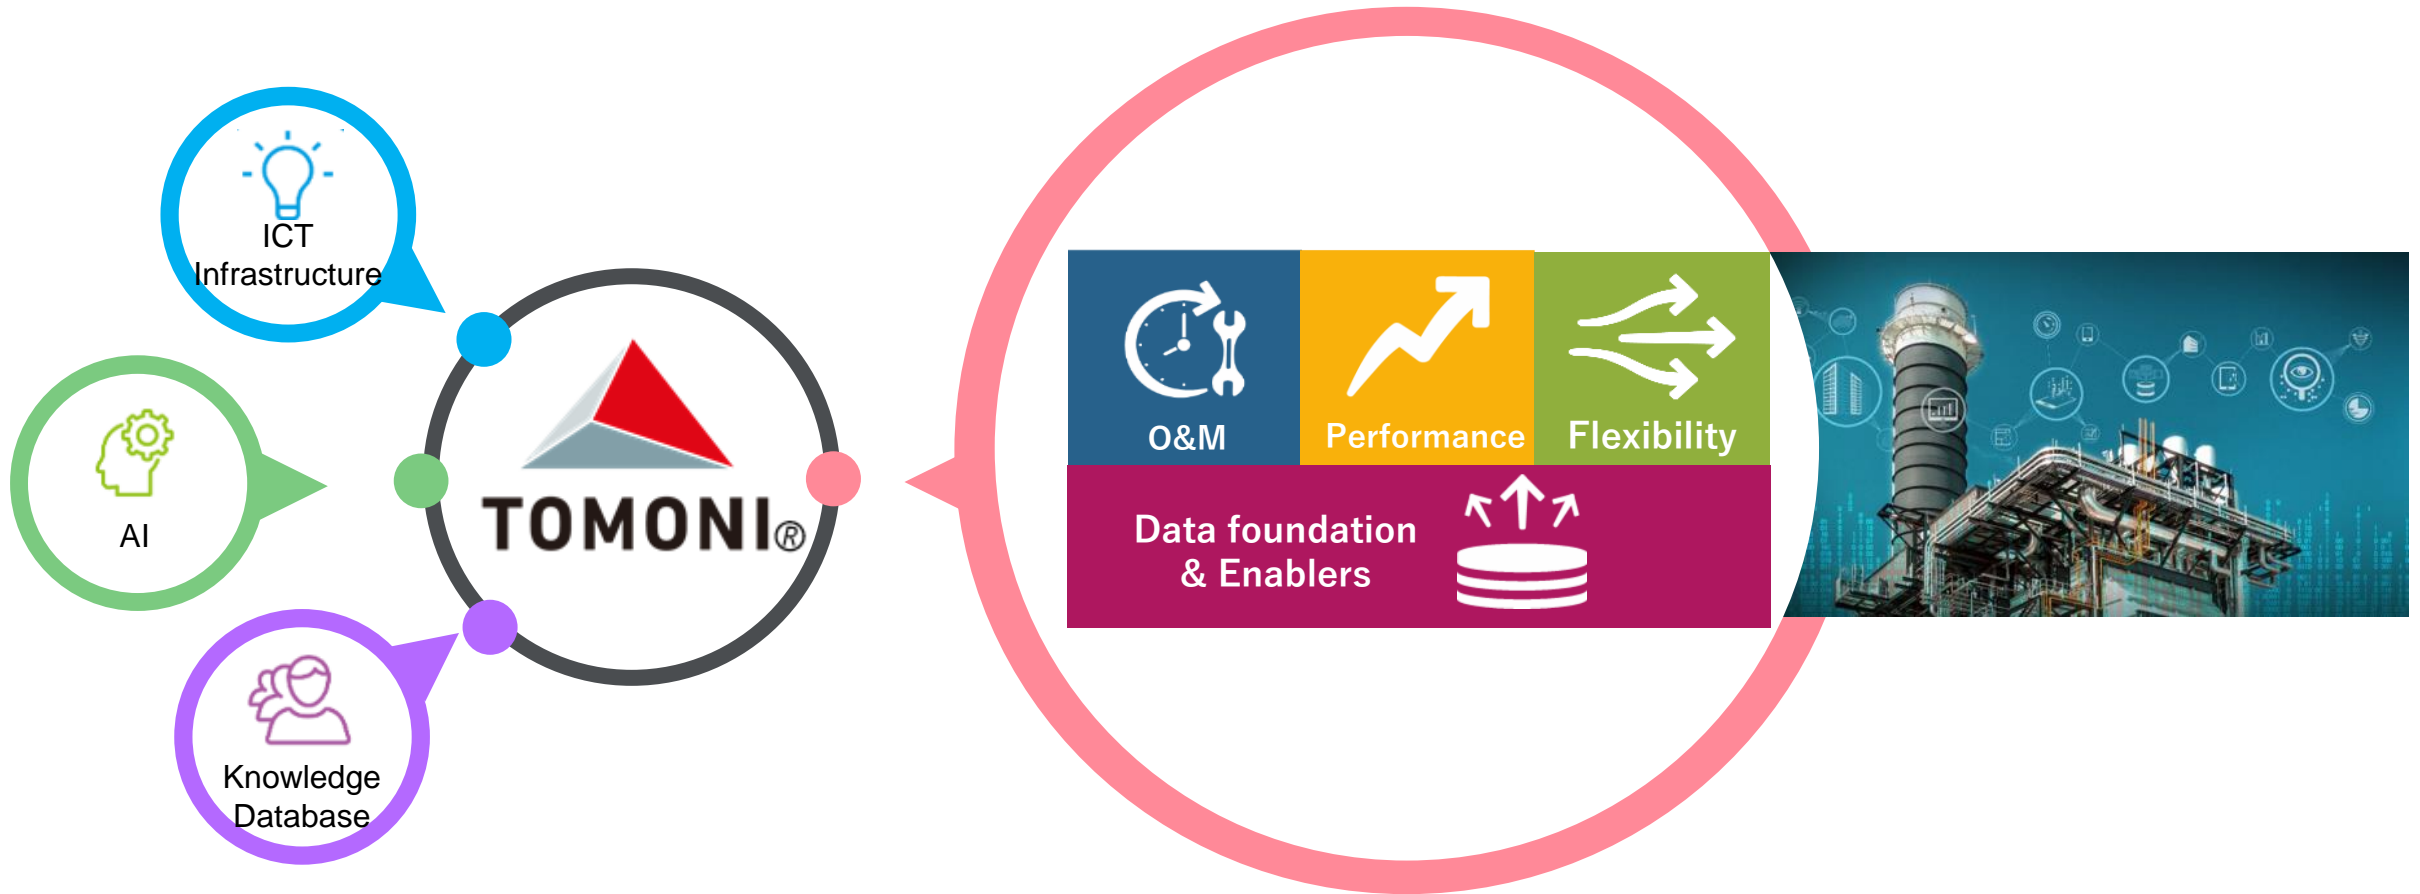 ICT
Infrastructure
AI
Knowledge
Database
TOMONI®
O&M
Performance
Flexibility
Data foundation
& Enablers